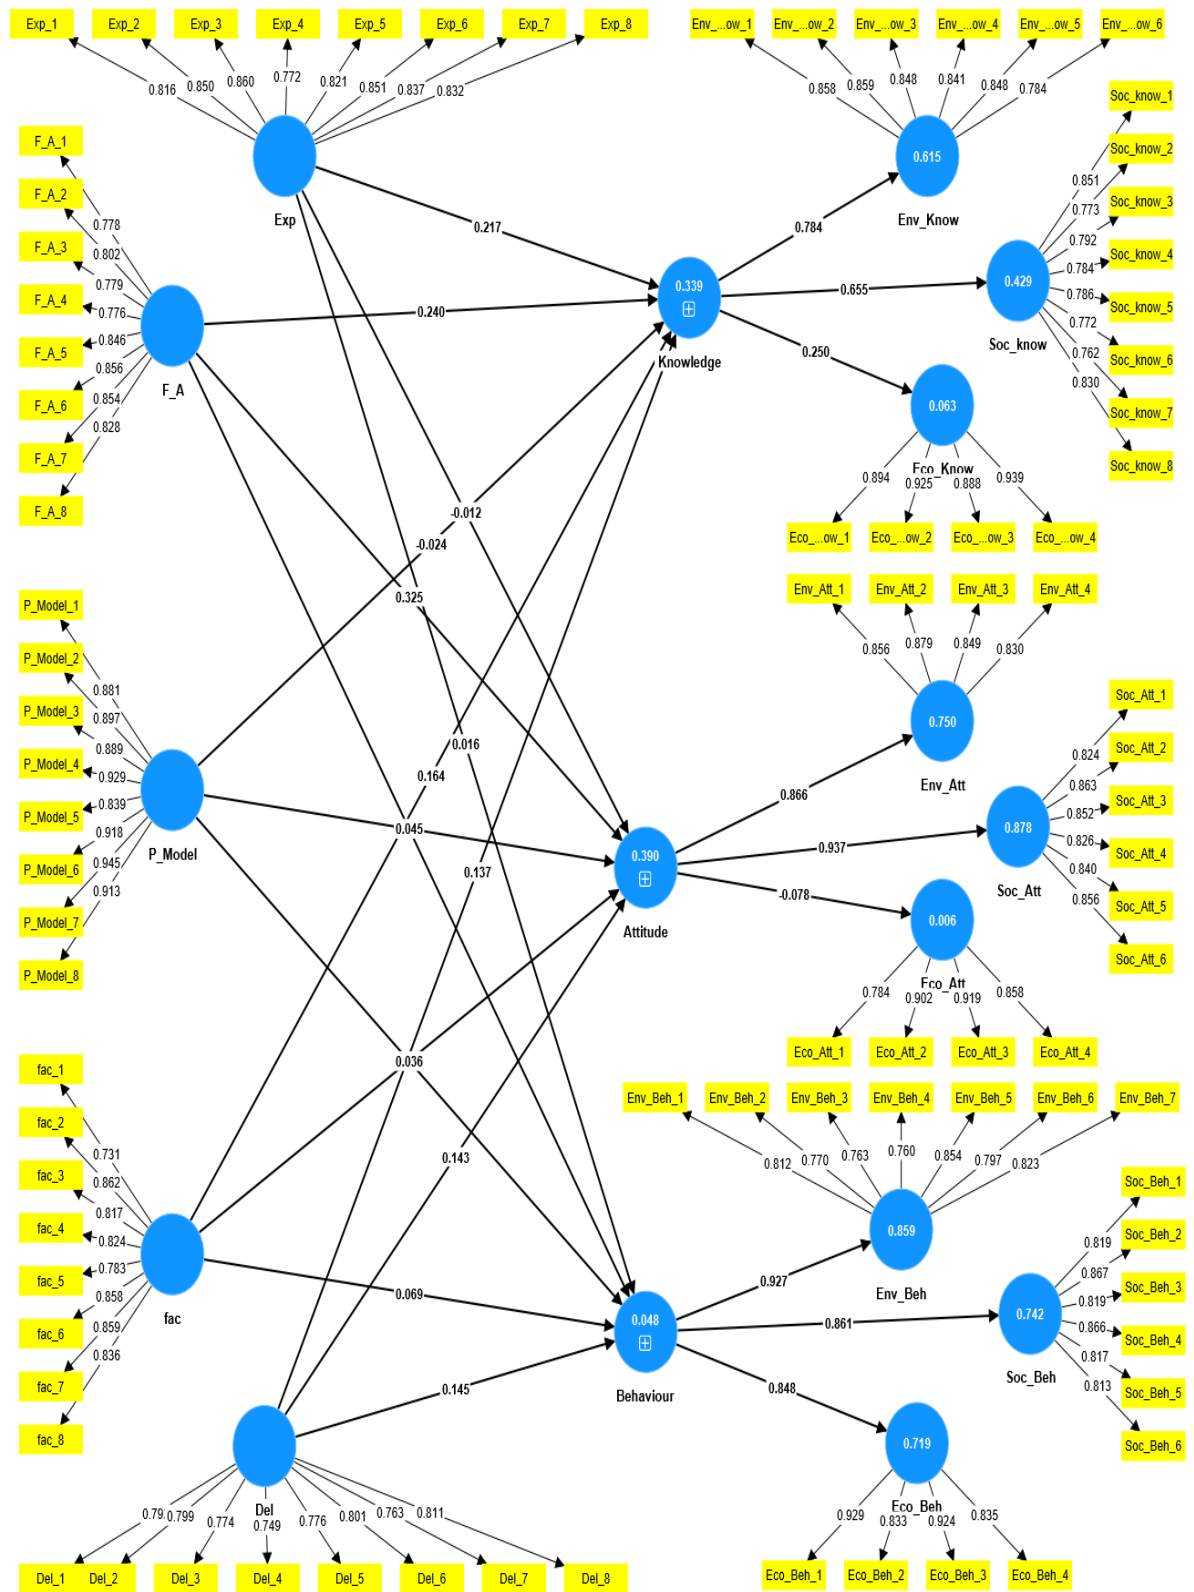 Exp_1 Exp_2 Exp_3 Exp_4 Exp_5 Exp_6 Exp_7 Exp_8
0.816 0.850 0.860 0.772 0.821 0.851 0.837 0.832
Exp
Env_...ow_1 Env_...ow_2 Env_...ow_3 Env_...ow_4 Env_...ow_5 Env_...ow_6
0.858 0.859 0.848 0.841 0.848 0.784
0.615
Env_Know
F_A_1
F_A_2
F_A_3
F_A_4
F_A_5
F_A_6
F_A_7
F_A_8
0.778
0.802
0.779
0.776
0.846
0.856
0.854
0.828
F_A
Soc_know_1
Soc_know_2
Soc_know_3
Soc_know_4
Soc_know_5
Soc_know_6
Soc_know_7
Soc_know_8
0.851
0.773
0.792
0.784
0.786
0.772
0.762
0.830
0.429
Soc_know
0.217
0.240
0.339
Knowledge
0.784
0.655
0.250
0.063
Eco_Know
0.894 0.925 0.888 0.939
Eco_...ow_1 Eco_...ow_2 Eco_...ow_3 Eco_...ow_4
-0.012
-0.024
0.325
P_Model_1
P_Model_2
P_Model_3
P_Model_4
P_Model_5
P_Model_6
P_Model_7
P_Model_8
0.881
0.897
0.889
0.929
0.839
0.918
0.945
0.913
P_Model
Env_Att_1 Env_Att_2 Env_Att_3 Env_Att_4
0.856 0.879 0.849 0.830
0.750
Env_Att
0.016
0.164
0.045
0.137
0.390
Attitude
0.866
0.937
-0.078
Soc_Att_1
Soc_Att_2
Soc_Att_3
Soc_Att_4
Soc_Att_5
Soc_Att_6
0.824
0.863
0.852
0.826
0.840
0.856
0.878
Soc_Att
0.006
Eco_Att
0.784 0.902 0.919 0.858
Eco_Att_1 Eco_Att_2 Eco_Att_3 Eco_Att_4
fac_1
fac_2
fac_3
fac_4
fac_5
fac_6
fac_7
fac_8
0.731
0.862
0.817
0.824
0.783
0.858
0.859
0.836
fac
0.036
0.143
0.069
0.145
Env_Beh_1 Env_Beh_2 Env_Beh_3 Env_Beh_4 Env_Beh_5 Env_Beh_6 Env_Beh_7
0.812 0.770 0.763 0.760 0.854 0.797 0.823
0.859
Env_Beh
0.048
Behaviour
0.927
0.861
0.848
Soc_Beh_1
Soc_Beh_2
Soc_Beh_3
Soc_Beh_4
Soc_Beh_5
Soc_Beh_6
0.819
0.867
0.819
0.866
0.817
0.813
0.742
Soc_Beh
0.719
Eco_Beh
0.929 0.833 0.924 0.835
Eco_Beh_1 Eco_Beh_2 Eco_Beh_3 Eco_Beh_4
Del
0.799 0.774 0.749 0.776 0.801 0.763 0.811
Del_1 Del_2 Del_3 Del_4 Del_5 Del_6 Del_7 Del_8